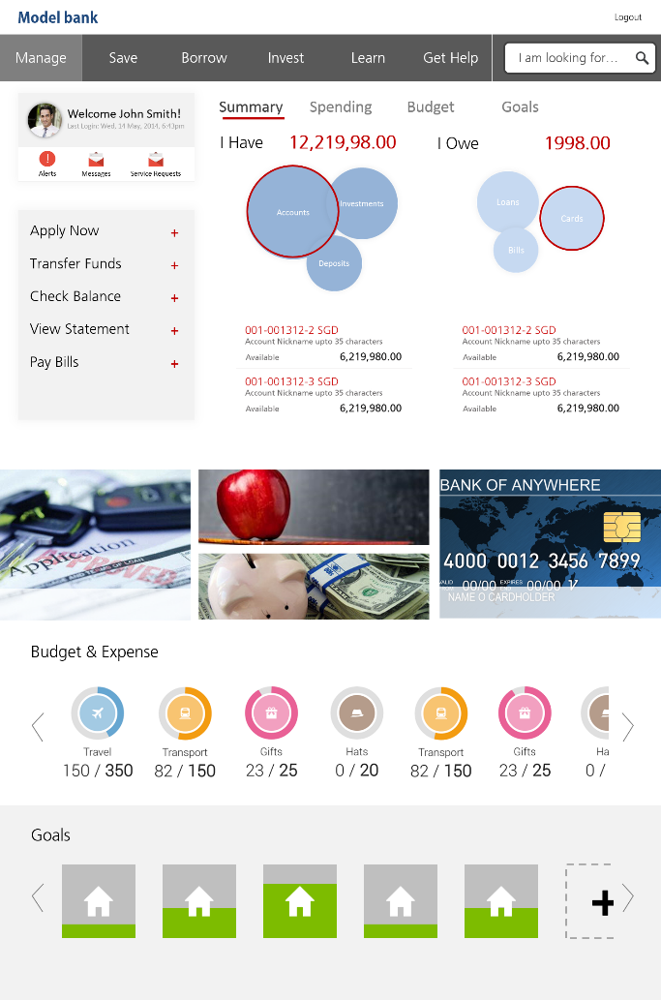 Model bank
Logout
Manage
Save
Borrow
Invest
Learn
Get Help
I am looking for...
Welcome John Smith!
Last Login: Wed, 14 May, 2014, 6:43pm
Alerts
Messages
Service Requests
Apply Now +
Transfer Funds +
Check Balance +
View Statement +
Pay Bills +
Summary
Spending
Budget
Goals
I Have 12,219,98.00
Accounts
Investments
Deposits
001-001312-2 SGD
Account Nickname upto 35 characters
Available 6,219,980.00
001-001312-3 SGD
Account Nickname upto 35 characters
Available 6,219,980.00
I Owe 1998.00
Loans
Cards
Bills
001-001312-2 SGD
Account Nickname upto 35 characters
Available 6,219,980.00
001-001312-3 SGD
Account Nickname upto 35 characters
Available 6,219,980.00
Application
AND TERMS OF LOAN
BANK OF ANYWHERE
4000 0012 3456 7899
VALID 00/00 EXPIRES 00/00 V
NAME O CARDHOLDER
Budget & Expense
Travel
150 / 350
Transport
82 / 150
Gifts
23 / 25
Hats
0 / 20
Transport
82 / 150
Gifts
23 / 25
Ha
0 /
Goals
+